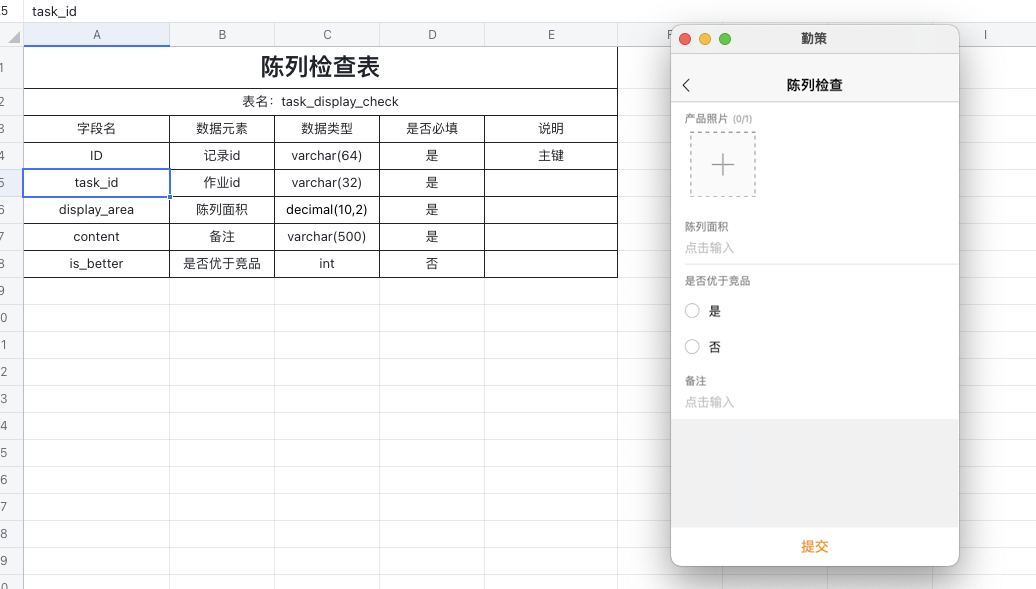 5 task_id
A B C D E F I
1 陈列检查表
2 表名：task_display_check
3 字段名 数据元素 数据类型 是否必填 说明
4 ID 记录id varchar(64) 是 主键
5 task_id 作业id varchar(32) 是
6 display_area 陈列面积 decimal(10,2) 是
7 content 备注 varchar(500) 是
8 is_better 是否优于竞品 int 否
9
0
1
2
3
4
5
6
7
8
9
0
勤策
陈列检查
产品照片 (0/1)
陈列面积
点击输入
是否优于竞品
是
否
备注
点击输入
提交